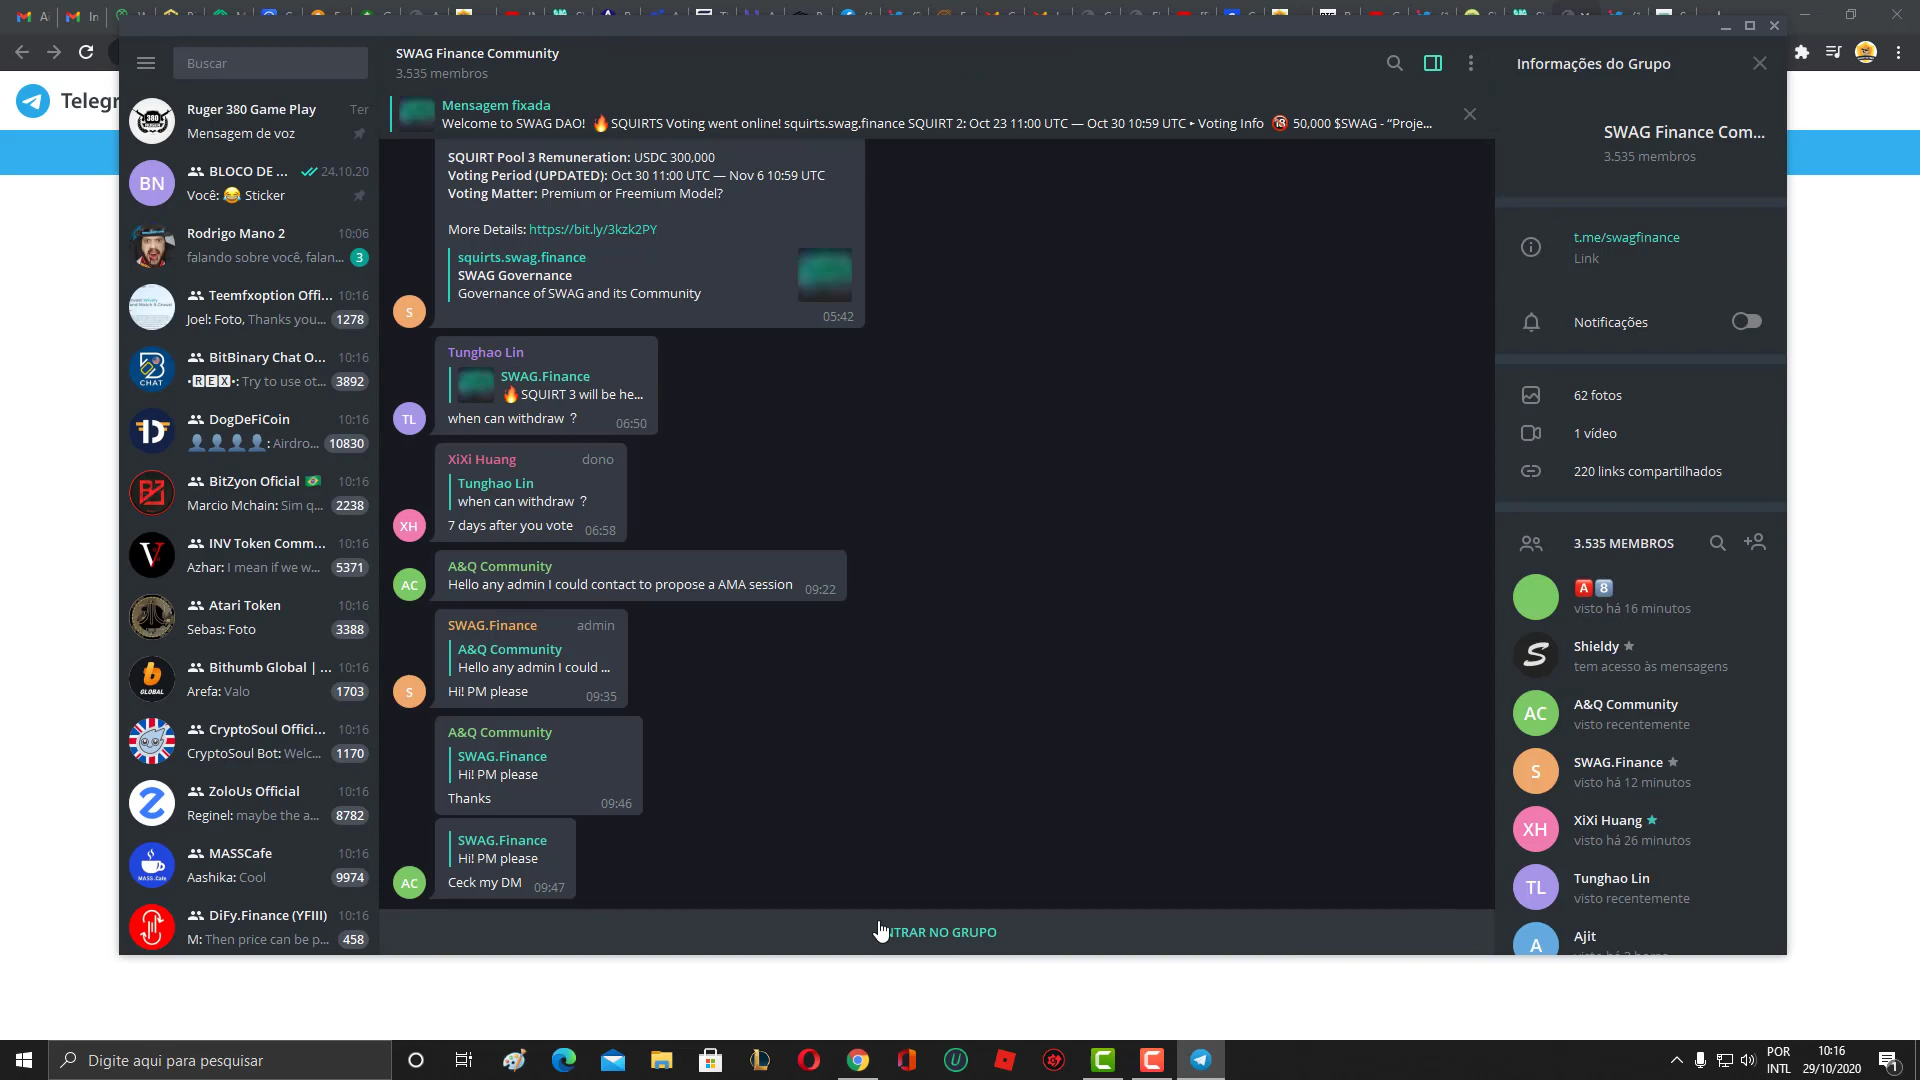 Telegr
Buscar
Ruger 380 Game Play
Ter
Mensagem de voz
BN
BLOCO DE ...
24.10.20
Você: 😂 Sticker
Rodrigo Mano 2
10:06
falando sobre você, falan...
3
Teemfxoption Offi...
10:16
Joel: Foto, Thanks you...
1278
CHAT
BitBinary Chat O...
10:16
•🆁🅴🆇•: Try to use ot...
3892
DogDeFiCoin
10:16
👤👤👤👤: Airdro...
10830
BitZyon Oficial 🇧🇷
10:16
Marcio Mchain: Sim q...
2238
INV Token Comm...
10:16
Azhar: I mean if we w...
5371
Atari Token
10:16
Sebas: Foto
3388
GLOBAL
Bithumb Global | ...
10:16
Arefa: Valo
1703
CryptoSoul Offici...
10:16
CryptoSoul Bot: Welc...
1170
ZoloUs Official
10:16
Reginel: maybe the a...
8782
MASSCafe
10:16
Aashika: Cool
9974
DiFy.Finance (YFIII)
10:16
M: Then price can be p...
458
SWAG Finance Community
3.535 membros
Mensagem fixada
Welcome to SWAG DAO! 🔥SQUIRTS Voting went online! squirts.swag.finance SQUIRT 2: Oct 23 11:00 UTC — Oct 30 10:59 UTC ‣ Voting Info 🔞 50,000 $SWAG - “Proje...
SQUIRT Pool 3 Remuneration: USDC 300,000
Voting Period (UPDATED): Oct 30 11:00 UTC — Nov 6 10:59 UTC
Voting Matter: Premium or Freemium Model?
More Details: https://bit.ly/3kzk2PY
squirts.swag.finance
SWAG Governance
Governance of SWAG and its Community
05:42
S
Tunghao Lin
SWAG.Finance
🔥SQUIRT 3 will be he...
when can withdraw ？
06:50
TL
XiXi Huang
dono
Tunghao Lin
when can withdraw ？
7 days after you vote
06:58
XH
A&Q Community
Hello any admin I could contact to propose a AMA session
09:22
AC
SWAG.Finance
admin
A&Q Community
Hello any admin I could ...
Hi! PM please
09:35
S
A&Q Community
SWAG.Finance
Hi! PM please
Thanks
09:46
SWAG.Finance
Hi! PM please
Ceck my DM
09:47
AC
NTRAR NO GRUPO
Informações do Grupo
SWAG Finance Com...
3.535 membros
t.me/swagfinance
Link
Notificações
62 fotos
1 vídeo
220 links compartilhados
3.535 MEMBROS
🅰 8
visto há 16 minutos
Shieldy
tem acesso às mensagens
AC
A&Q Community
visto recentemente
S
SWAG.Finance
visto há 12 minutos
XH
XiXi Huang
visto há 26 minutos
TL
Tunghao Lin
visto recentemente
A
Ajit
Digite aqui para pesquisar
POR
INTL
10:16
29/10/2020
1